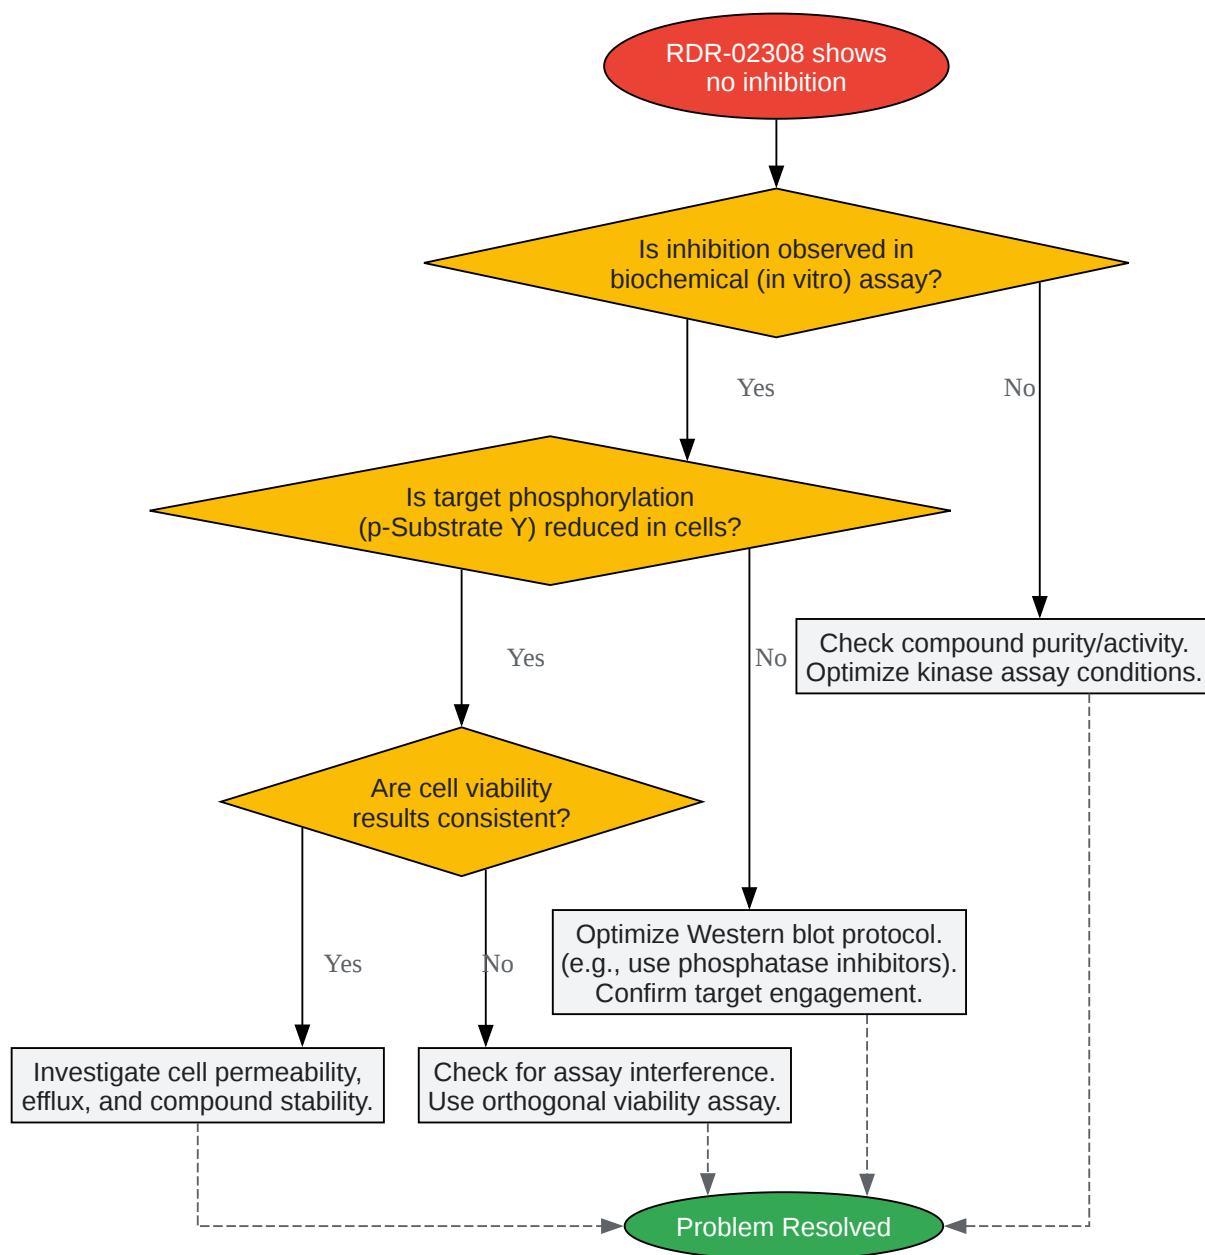 RDR-02308 shows
no inhibition
Is inhibition observed in
biochemical (in vitro) assay?
Yes
No
Is target phosphorylation
(p-Substrate Y) reduced in cells?
Yes
No
Check compound purity/activity.
Optimize kinase assay conditions.
Are cell viability
results consistent?
Yes
No
Optimize Western blot protocol.
(e.g., use phosphatase inhibitors).
Confirm target engagement.
Investigate cell permeability,
efflux, and compound stability.
Check for assay interference.
Use orthogonal viability assay.
Problem Resolved